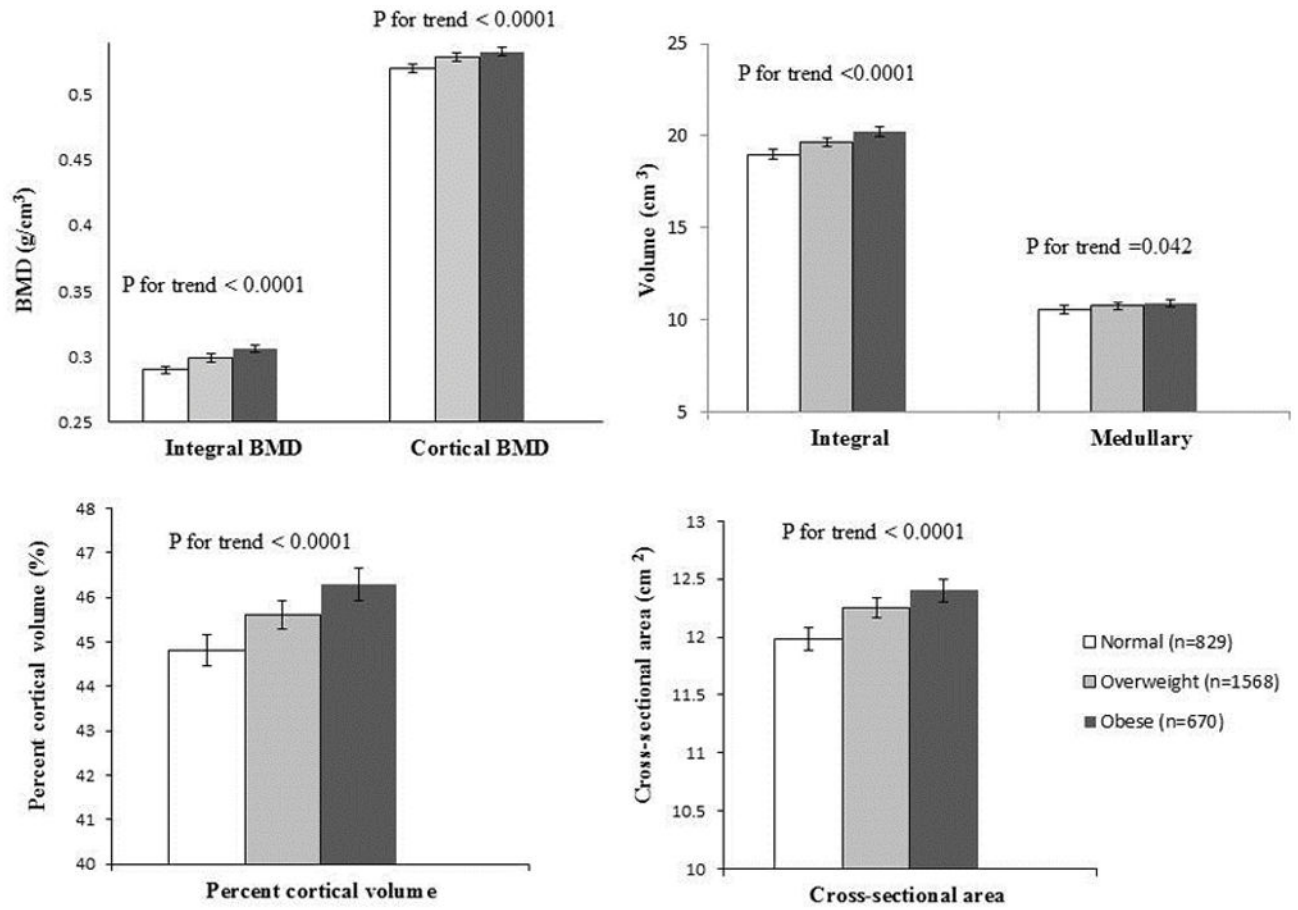 P for trend < 0.0001
BMD (g/cm³)
0.5
0.45
0.4
0.35
0.3
0.25
P for trend < 0.0001
Integral BMD
Cortical BMD
Volume (cm³)
25
20
15
10
5
P for trend <0.0001
P for trend =0.042
Integral
Medullary
Percent cortical volume (%)
48
47
46
45
44
43
42
41
40
P for trend < 0.0001
Percent cortical volume
Cross-sectional area (cm²)
13
12.5
12
11.5
11
10.5
10
P for trend < 0.0001
Cross-sectional area
Normal (n=829)
Overweight (n=1568)
Obese (n=670)